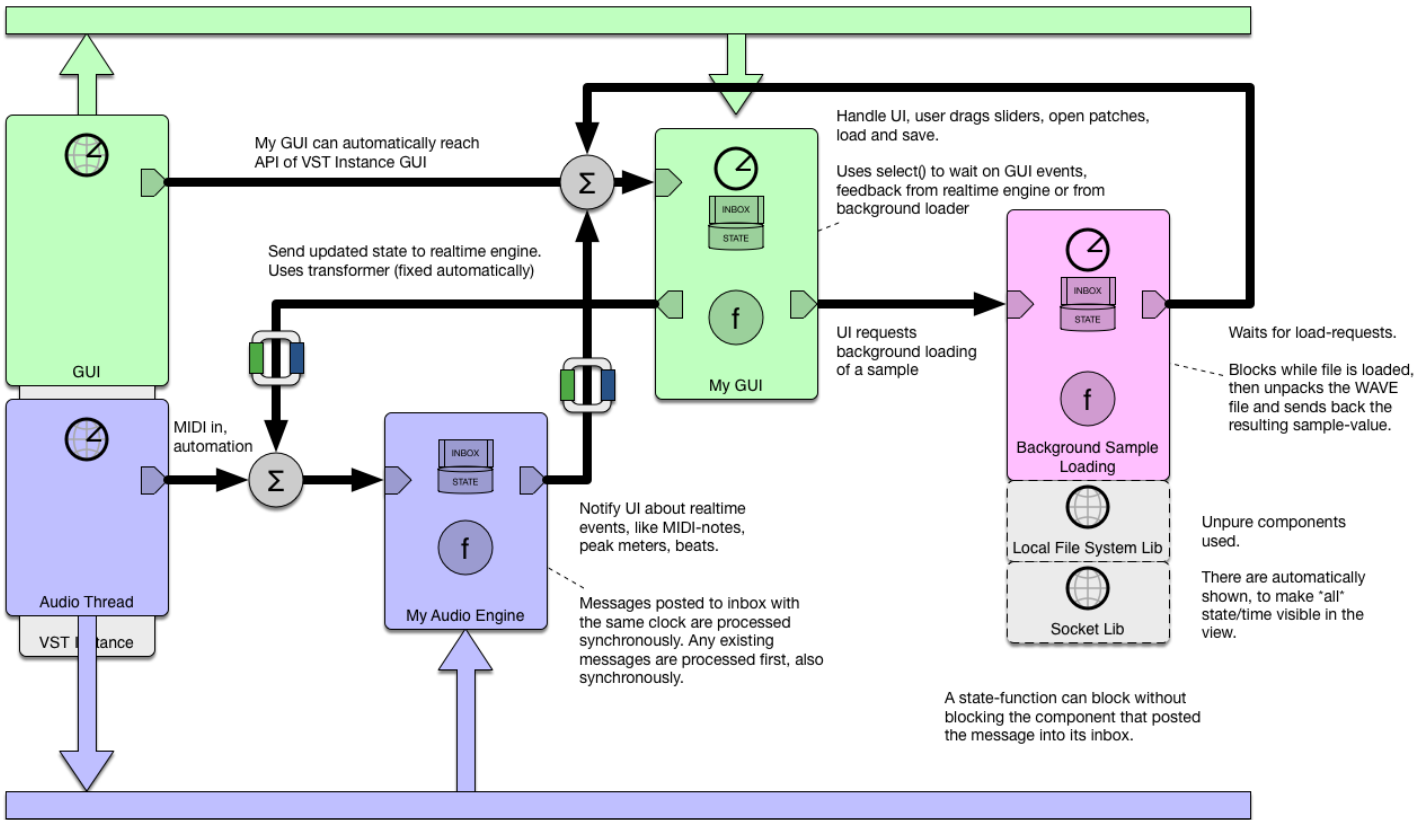 My GUI can automatically reach
API of VST Instance GUI
Σ
Handle UI, user drags sliders, open patches,
load and save.
Uses select() to wait on GUI events,
feedback from realtime engine or from
background loader
INBOX
STATE
f
My GUI
GUI
Send updated state to realtime engine.
Uses transformer (fixed automatically)
UI requests
background loading
of a sample
INBOX
STATE
f
Background Sample
Loading
Waits for load-requests.
Blocks while file is loaded,
then unpacks the WAVE
file and sends back the
resulting sample-value.
MIDI in,
automation
Σ
INBOX
STATE
f
My Audio Engine
Audio Thread
VST Instance
Notify UI about realtime
events, like MIDI-notes,
peak meters, beats.
Messages posted to inbox with
the same clock are processed
synchronously. Any existing
messages are processed first, also
synchronously.
Local File System Lib
Socket Lib
Unpure components
used.
There are automatically
shown, to make *all*
state/time visible in the
view.
A state-function can block without
blocking the component that posted
the message into its inbox.